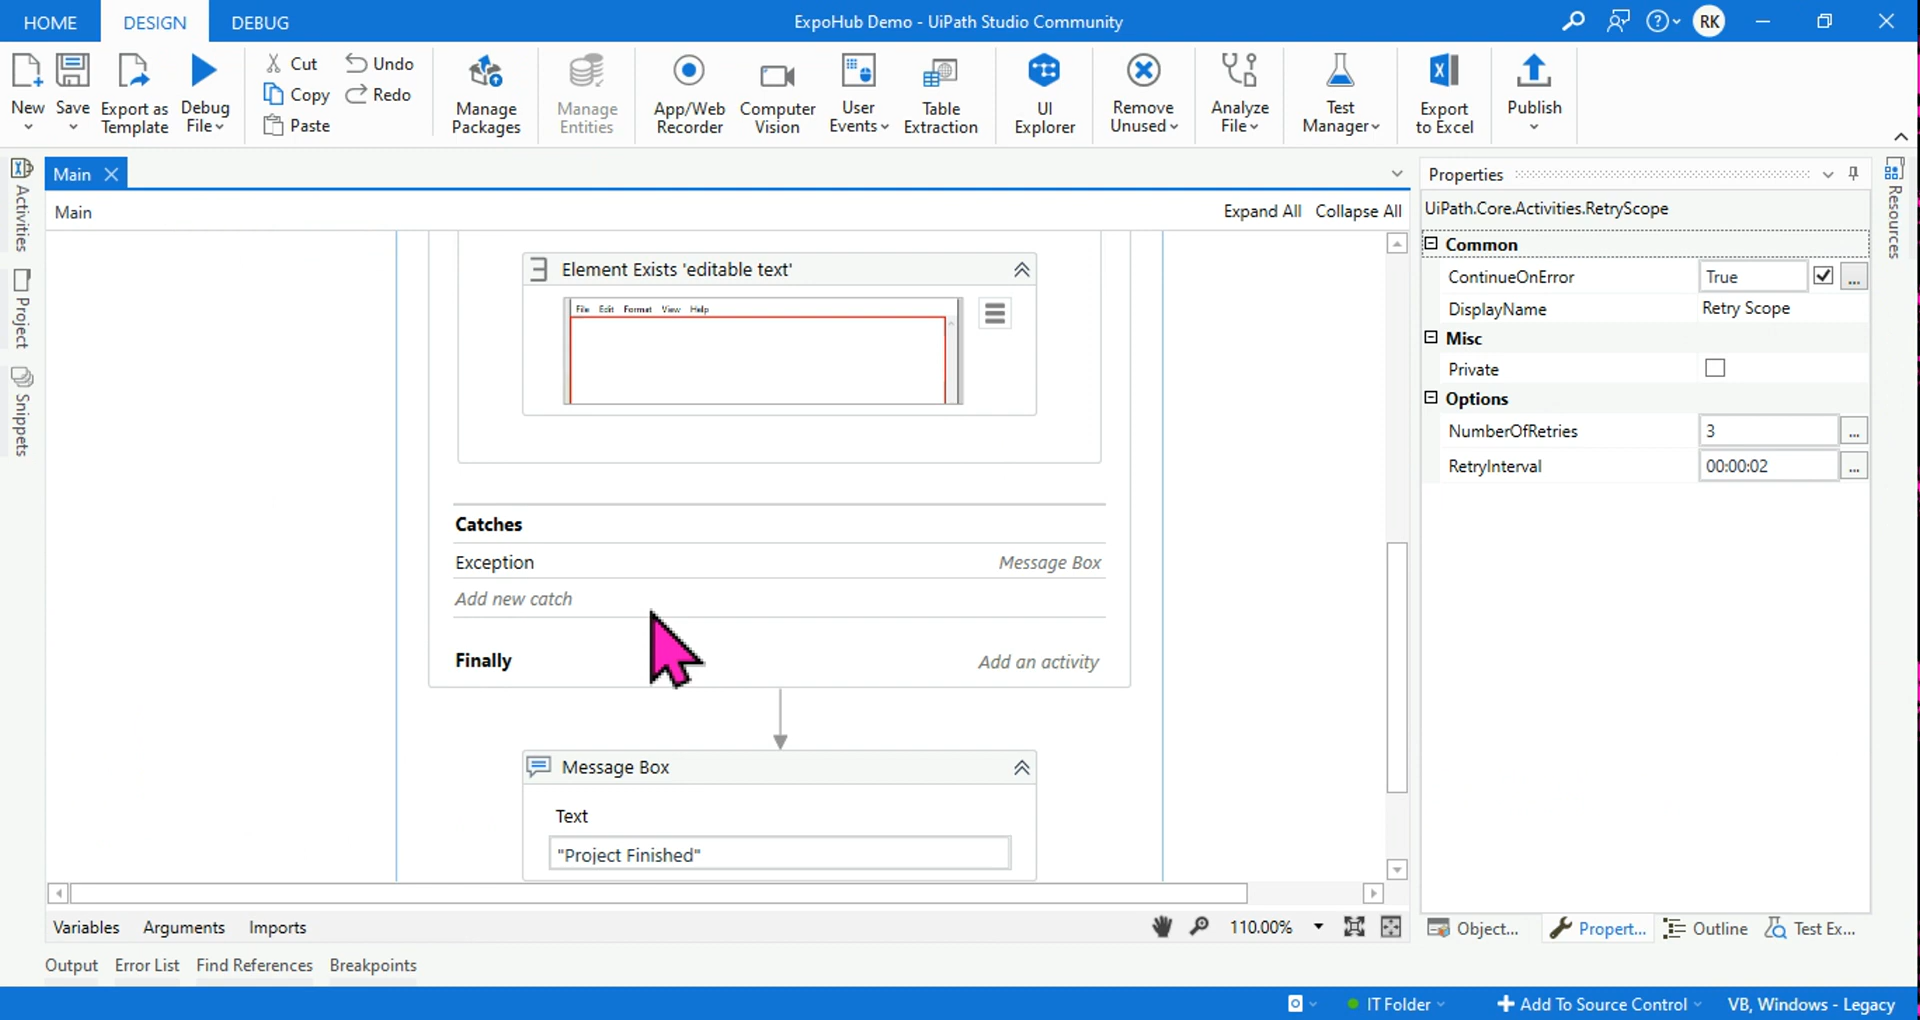 HOME DESIGN DEBUG
ExpoHub Demo - UiPath Studio Community
RK
New
Save
Export as
Template
Debug
File
Cut
Copy
Paste
Undo
Redo
Manage
Packages
Manage
Entities
App/Web
Recorder
Computer
Vision
User
Events
Table
Extraction
UI
Explorer
Remove
Unused
Analyze
File
Test
Manager
Export
to Excel
Publish
Activities
Project
Snippets
Main
Main
Expand All Collapse All
Element Exists 'editable text'
File Edit Format View Help
Catches
Exception Message Box
Add new catch
Finally Add an activity
Message Box
Text
"Project Finished"
Variables Arguments Imports
110.00%
Output Error List Find References Breakpoints
Properties
UiPath.Core.Activities.RetryScope
Common
ContinueOnError True ...
DisplayName Retry Scope
Misc
Private
Options
NumberOfRetries 3 ...
RetryInterval 00:00:02 ...
Object... Propert... Outline Test Ex...
Resources
IT Folder Add To Source Control VB, Windows - Legacy